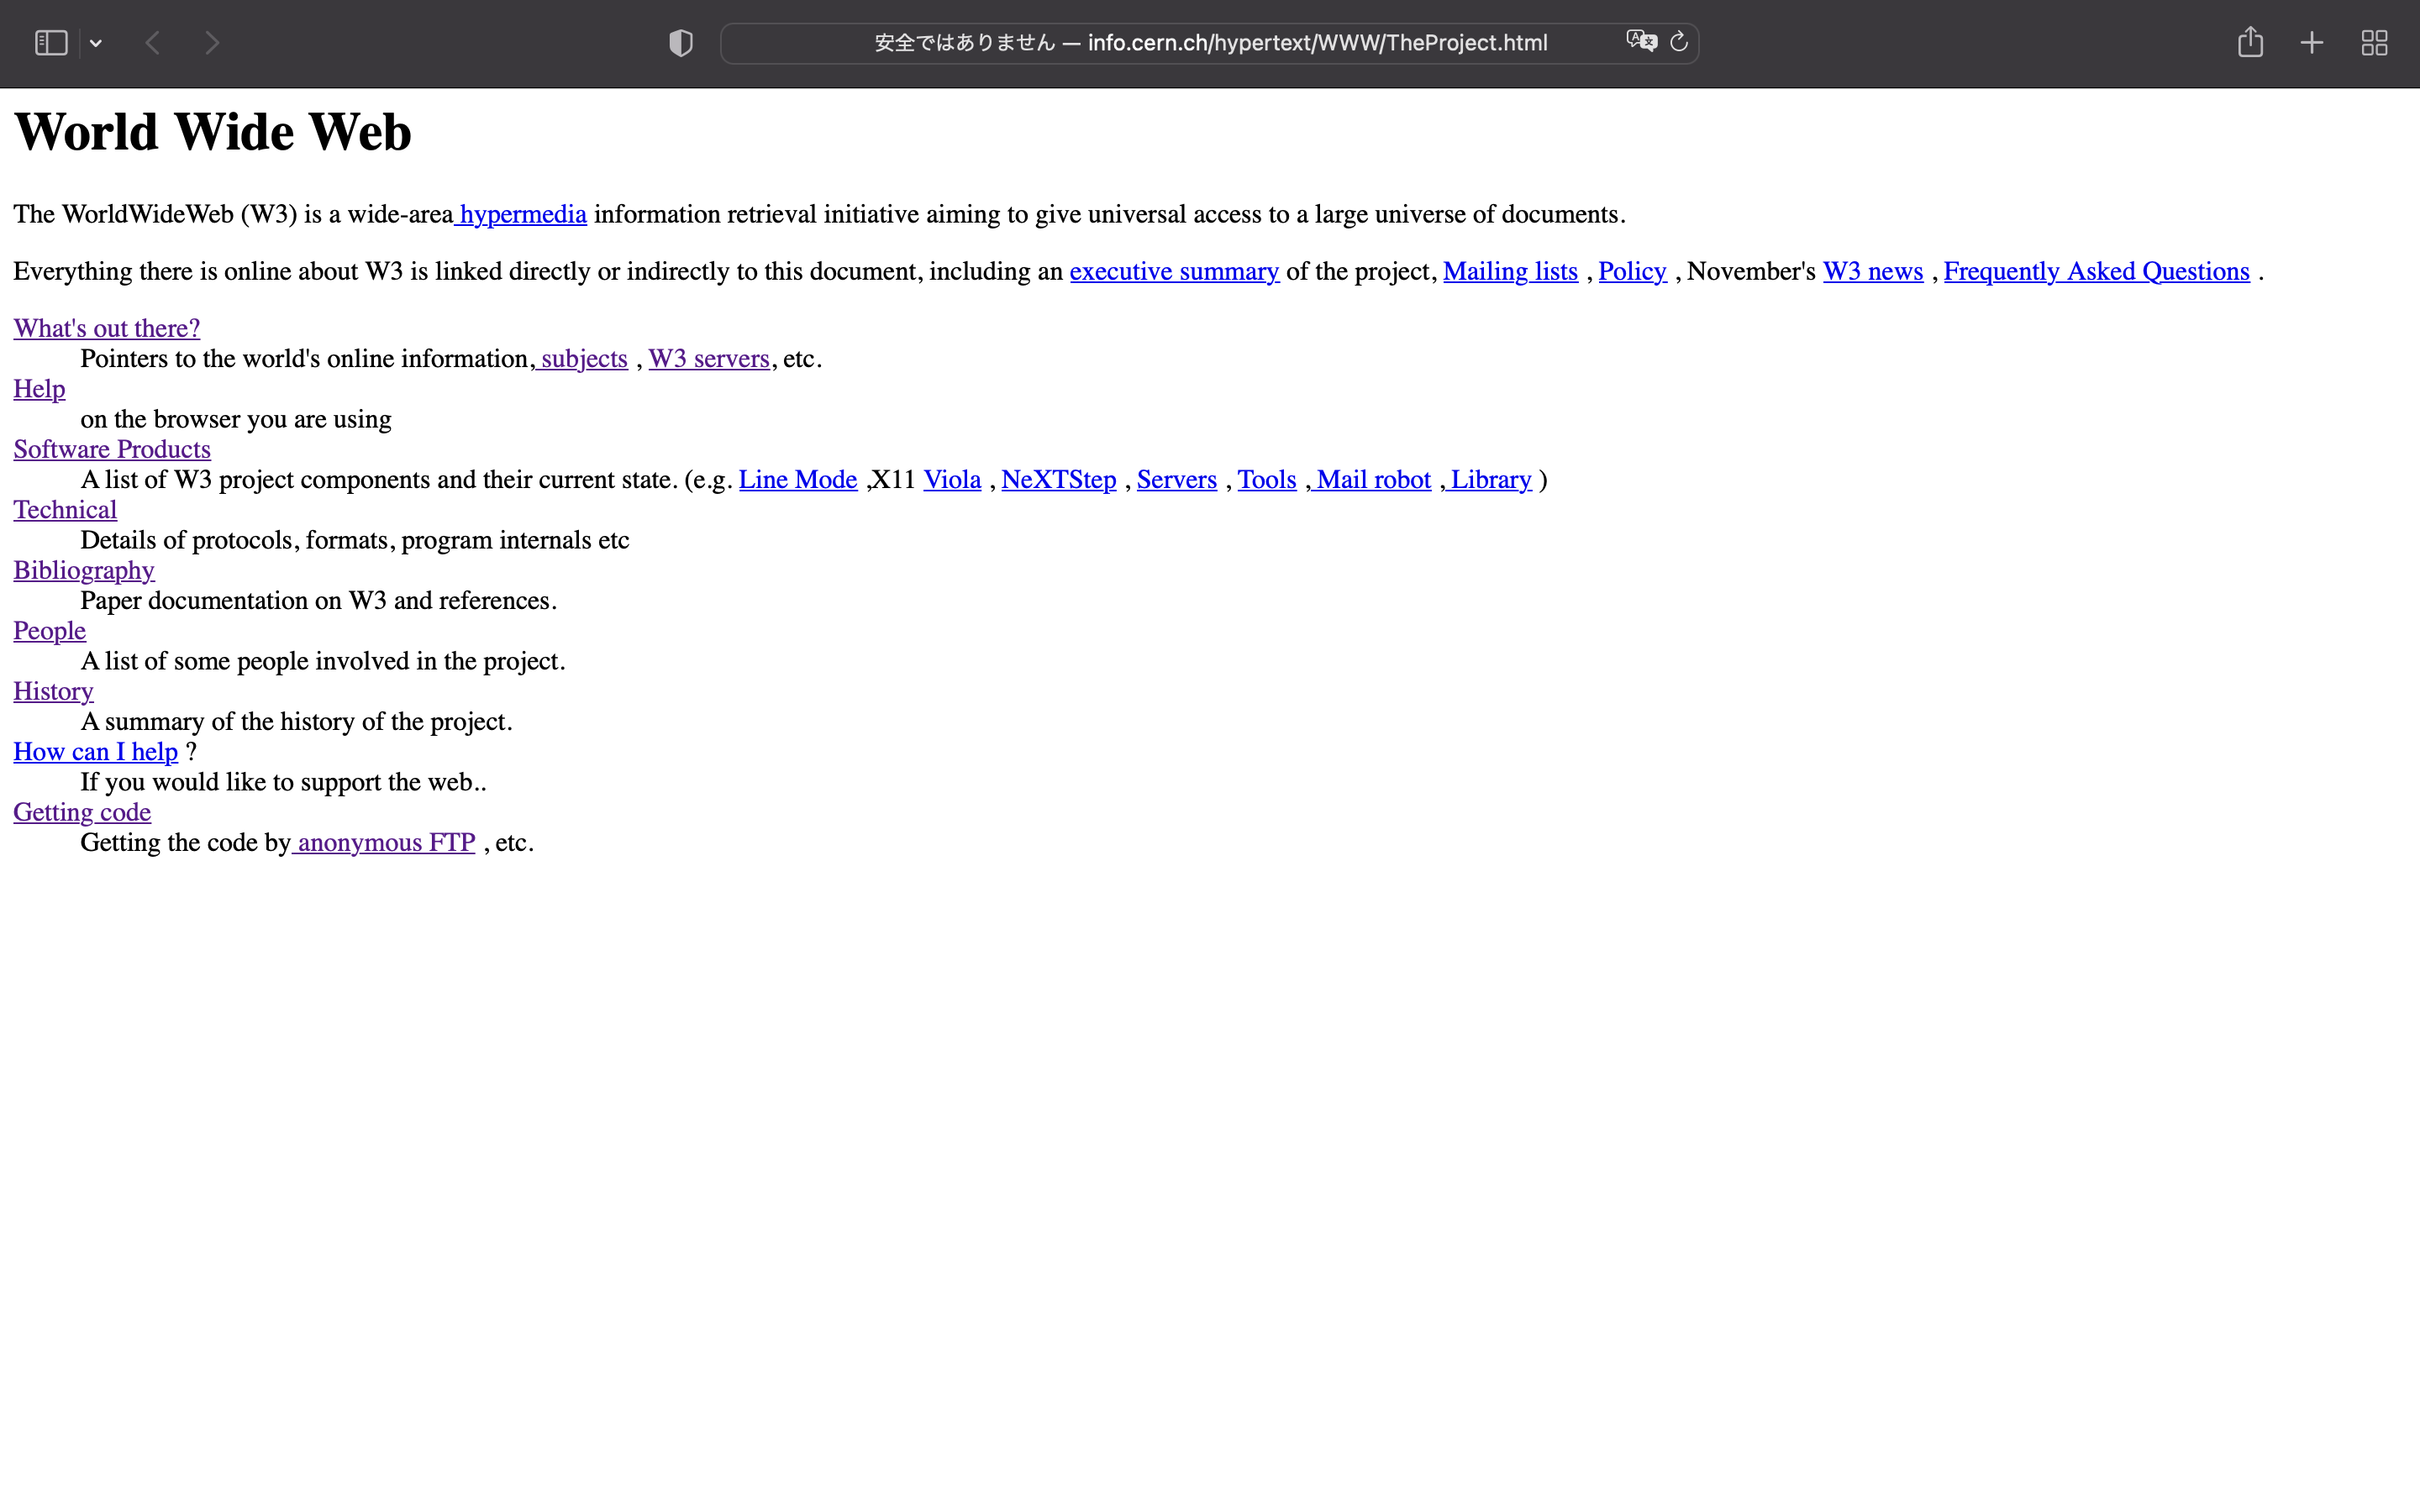 安全ではありません — info.cern.ch/hypertext/WWW/TheProject.html
World Wide Web
The WorldWideWeb (W3) is a wide-area hypermedia information retrieval initiative aiming to give universal access to a large universe of documents.
Everything there is online about W3 is linked directly or indirectly to this document, including an executive summary of the project, Mailing lists , Policy , November's W3 news , Frequently Asked Questions .
What's out there?
Pointers to the world's online information, subjects , W3 servers, etc.
Help
on the browser you are using
Software Products
A list of W3 project components and their current state. (e.g. Line Mode ,X11 Viola , NeXTStep , Servers , Tools , Mail robot , Library )
Technical
Details of protocols, formats, program internals etc
Bibliography
Paper documentation on W3 and references.
People
A list of some people involved in the project.
History
A summary of the history of the project.
How can I help ?
If you would like to support the web..
Getting code
Getting the code by anonymous FTP , etc.